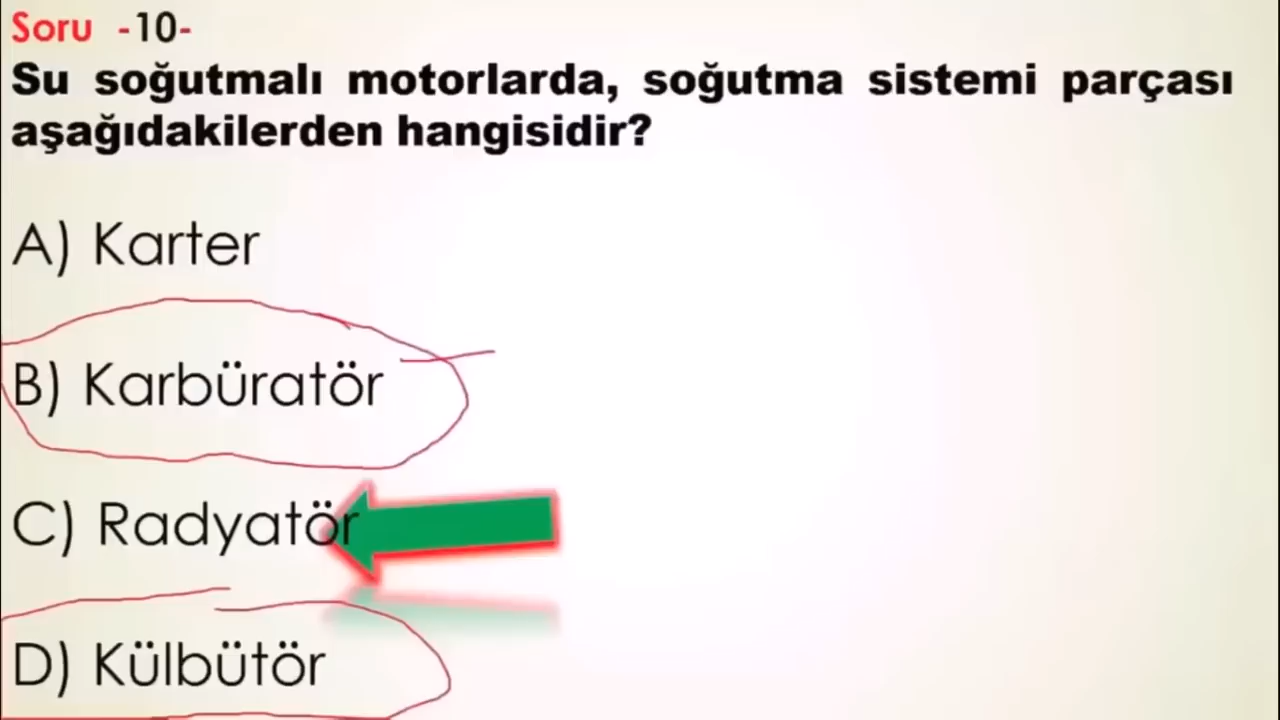 Soru -10-
Su soğutmalı motorlarda, soğutma sistemi parçası
aşağıdakilerden hangisidir?
A) Karter
B) Karbüratör
C) Radyatör
D) Külbütör